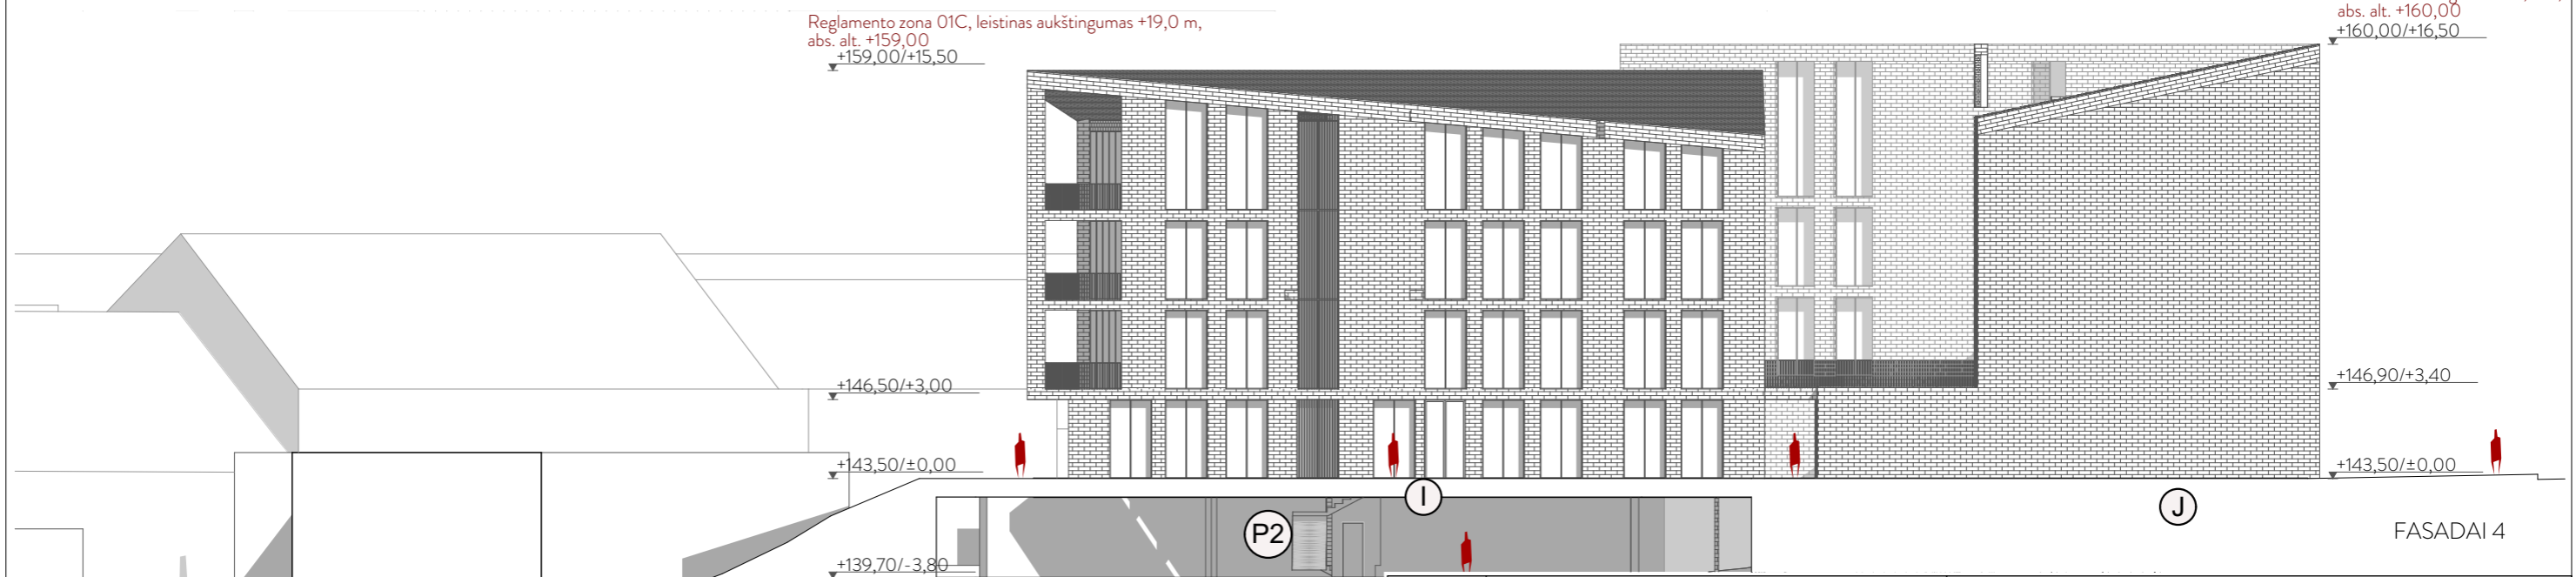 Reglamento zona 01C, leistinas aukštingumas +19,0 m,
abs. alt. +159,00
+159,00/+15,50
abs. alt. +160,00
+160,00/+16,50
+146,50/+3,00
+146,90/+3,40
+143,50/±0,00
+143,50/±0,00
I
J
P2
FASADAI 4
+139,70/-3,80